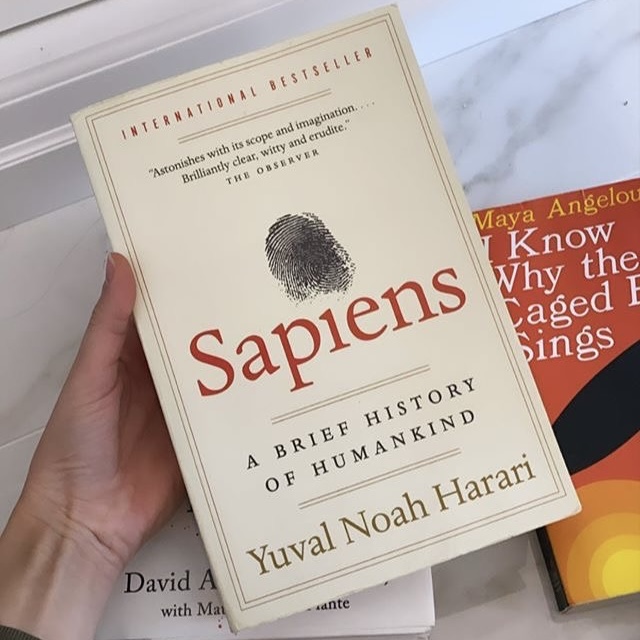 INTERNATIONAL BESTSELLER
"Astonishes with its scope and imagination. . . .
Brilliantly clear, witty and erudite."
THE OBSERVER
Sapiens
A BRIEF HISTORY
OF HUMANKIND
Yuval Noah Harari
Maya Angelou
I Know
Why the
Caged B
Sings
David A
with Mau